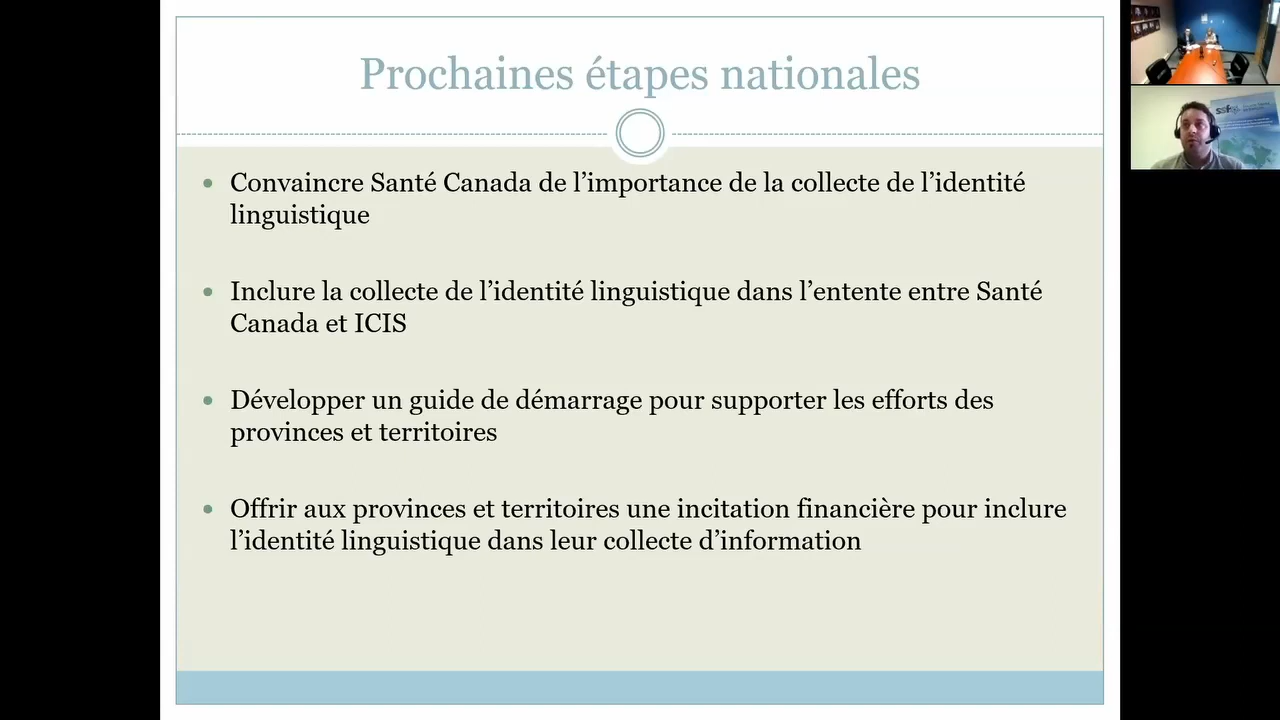 Prochaines étapes nationales
• Convaincre Santé Canada de l’importance de la collecte de l’identité
linguistique
• Inclure la collecte de l’identité linguistique dans l’entente entre Santé
Canada et ICIS
• Développer un guide de démarrage pour supporter les efforts des
provinces et territoires
• Offrir aux provinces et territoires une incitation financière pour inclure
l’identité linguistique dans leur collecte d’information